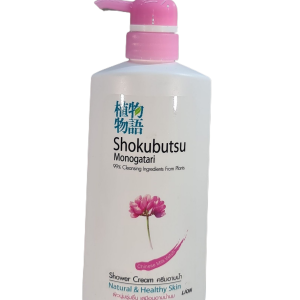 植物
物語
Shokubutsu
Monogatari
99% Cleansing Ingredients From Plants
Shower Cream ครีมอาบน้ำ
Natural & Healthy Skin
LION